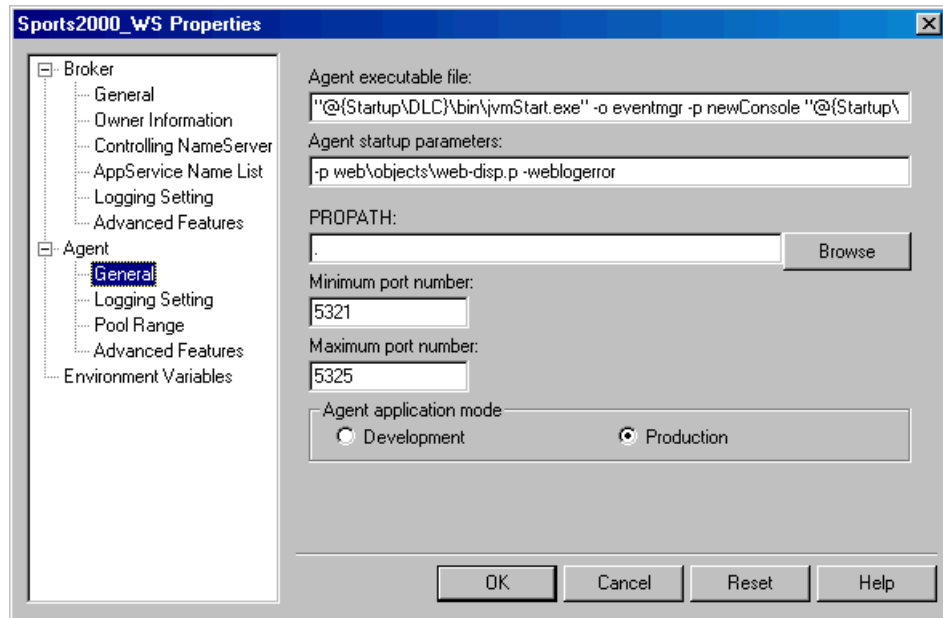 Sports2000_WS Properties
Broker
General
Owner Information
Controlling NameServer
AppService Name List
Logging Setting
Advanced Features
Agent
General
Logging Setting
Pool Range
Advanced Features
Environment Variables
Agent executable file:
"@{Startup\DLC}\bin\jvmStart.exe" -o eventmgr -p newConsole "@{Startup\
Agent startup parameters:
-p web\objects\web-disp.p -weblogerror
PROPATH:
.
Browse
Minimum port number:
5321
Maximum port number:
5325
Agent application mode
Development
Production
OK
Cancel
Reset
Help